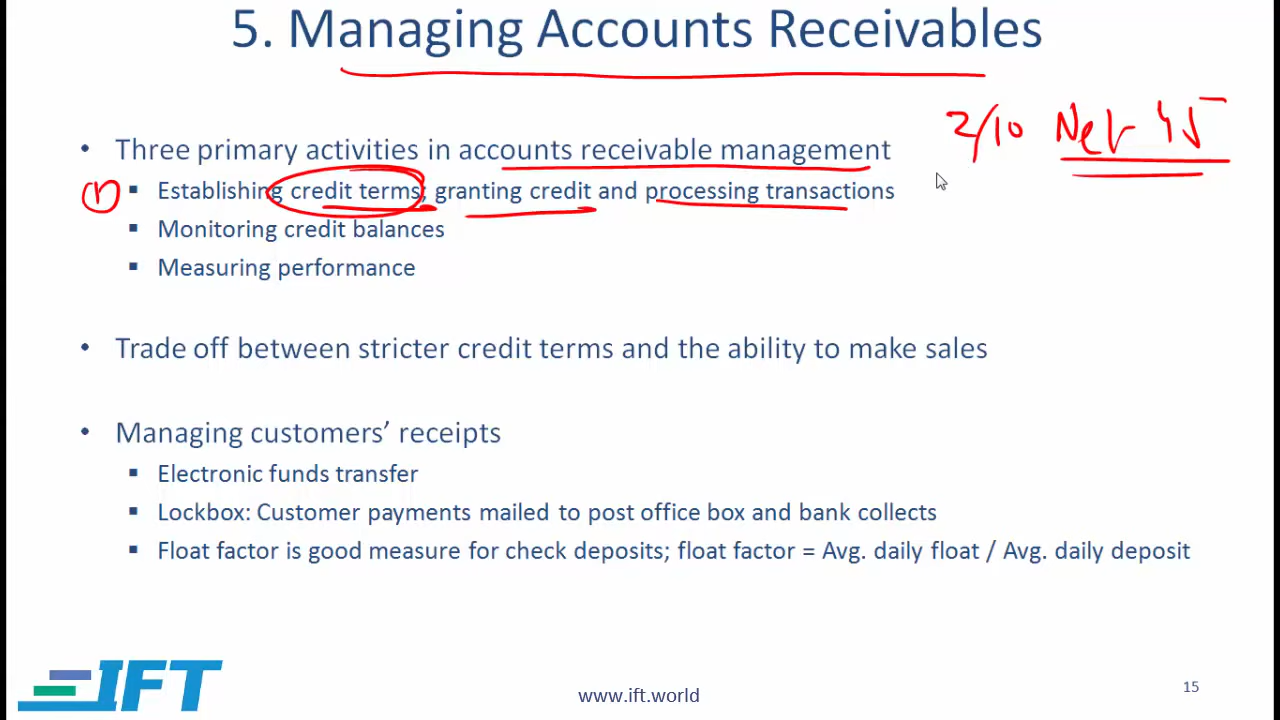 5. Managing Accounts Receivables
2/10 Net 45
• Three primary activities in accounts receivable management
① ▪ Establishing credit terms, granting credit and processing transactions
▪ Monitoring credit balances
▪ Measuring performance
• Trade off between stricter credit terms and the ability to make sales
• Managing customers’ receipts
▪ Electronic funds transfer
▪ Lockbox: Customer payments mailed to post office box and bank collects
▪ Float factor is good measure for check deposits; float factor = Avg. daily float / Avg. daily deposit
IFT
www.ift.world
15